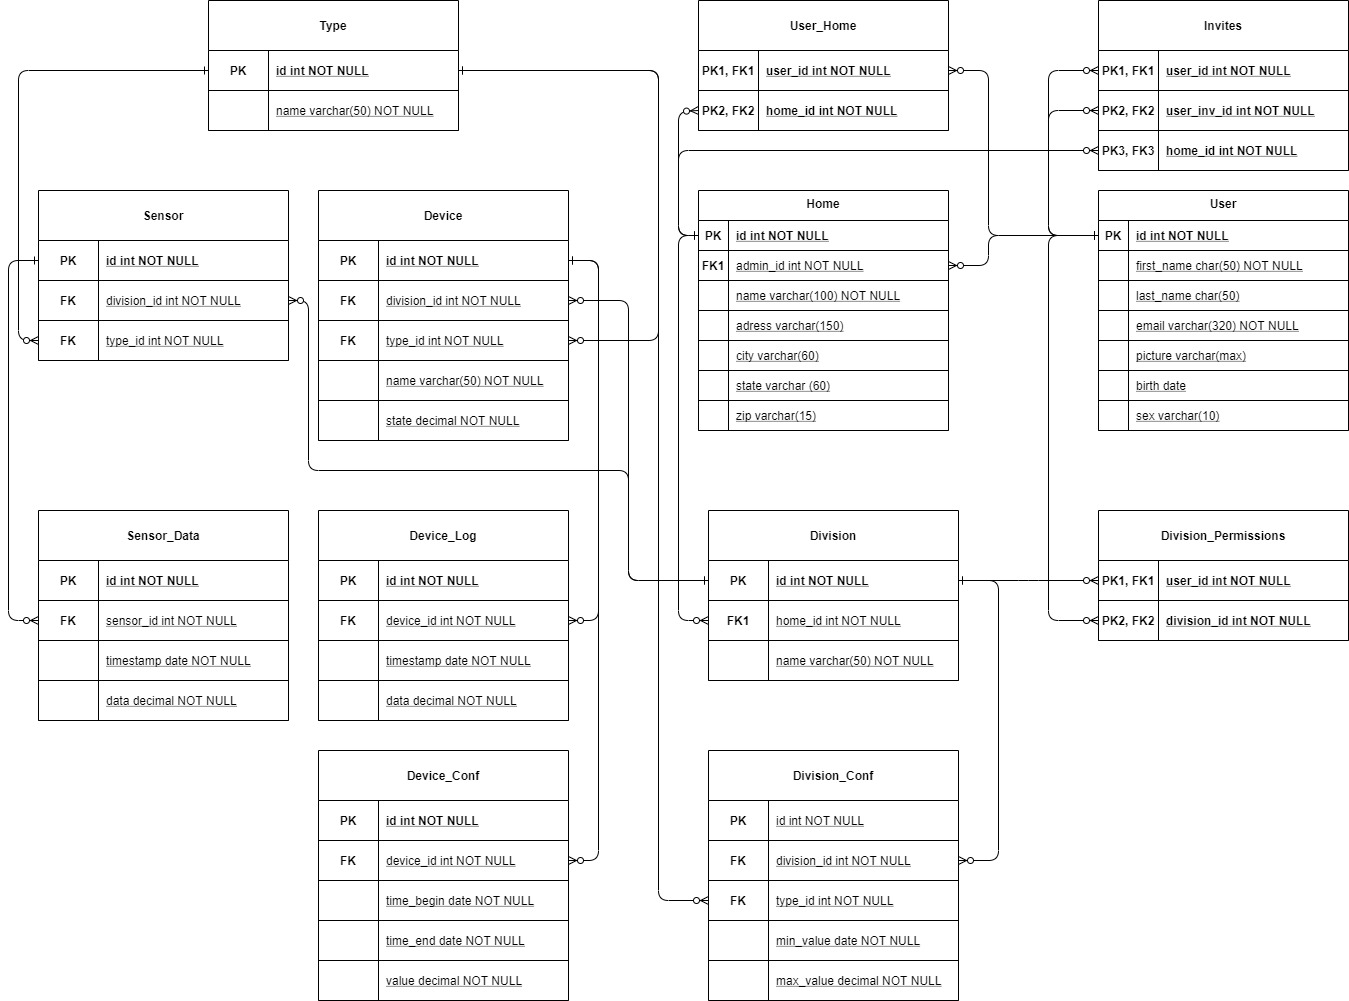 Type
PK id int NOT NULL
name varchar(50) NOT NULL
User_Home
PK1, FK1 user_id int NOT NULL
PK2, FK2 home_id int NOT NULL
Invites
PK1, FK1 user_id int NOT NULL
PK2, FK2 user_inv_id int NOT NULL
PK3, FK3 home_id int NOT NULL
Sensor
PK id int NOT NULL
FK division_id int NOT NULL
FK type_id int NOT NULL
Device
PK id int NOT NULL
FK division_id int NOT NULL
FK type_id int NOT NULL
name varchar(50) NOT NULL
state decimal NOT NULL
Home
PK id int NOT NULL
FK1 admin_id int NOT NULL
name varchar(100) NOT NULL
adress varchar(150)
city varchar(60)
state varchar (60)
zip varchar(15)
User
PK id int NOT NULL
first_name char(50) NOT NULL
last_name char(50)
email varchar(320) NOT NULL
picture varchar(max)
birth date
sex varchar(10)
Sensor_Data
PK id int NOT NULL
FK sensor_id int NOT NULL
timestamp date NOT NULL
data decimal NOT NULL
Device_Log
PK id int NOT NULL
FK device_id int NOT NULL
timestamp date NOT NULL
data decimal NOT NULL
Division
PK id int NOT NULL
FK1 home_id int NOT NULL
name varchar(50) NOT NULL
Division_Permissions
PK1, FK1 user_id int NOT NULL
PK2, FK2 division_id int NOT NULL
Device_Conf
PK id int NOT NULL
FK device_id int NOT NULL
time_begin date NOT NULL
time_end date NOT NULL
value decimal NOT NULL
Division_Conf
PK id int NOT NULL
FK division_id int NOT NULL
FK type_id int NOT NULL
min_value date NOT NULL
max_value decimal NOT NULL